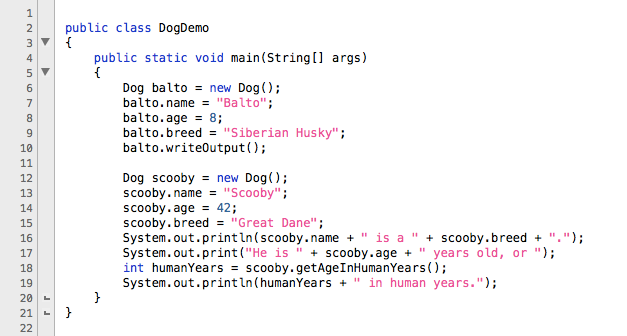 1
2 public class DogDemo
3 {
4     public static void main(String[] args)
5     {
6         Dog balto = new Dog();
7         balto.name = "Balto";
8         balto.age = 8;
9         balto.breed = "Siberian Husky";
10         balto.writeOutput();
11
12         Dog scooby = new Dog();
13         scooby.name = "Scooby";
14         scooby.age = 42;
15         scooby.breed = "Great Dane";
16         System.out.println(scooby.name + " is a " + scooby.breed + ".");
17         System.out.print("He is " + scooby.age + " years old, or ");
18         int humanYears = scooby.getAgeInHumanYears();
19         System.out.println(humanYears + " in human years.");
20     }
21 }
22